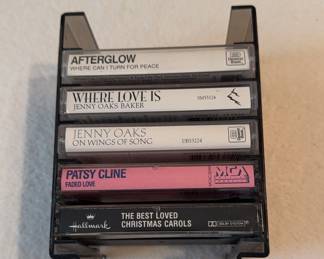 AFTERGLOW
WHERE CAN I TURN FOR PEACE
WHERE LOVE IS
JENNY OAKS BAKER
JENNY OAKS
ON WINGS OF SONG
PATSY CLINE
FADED LOVE
MCA
Hallmark
THE BEST LOVED
CHRISTMAS CAROLS